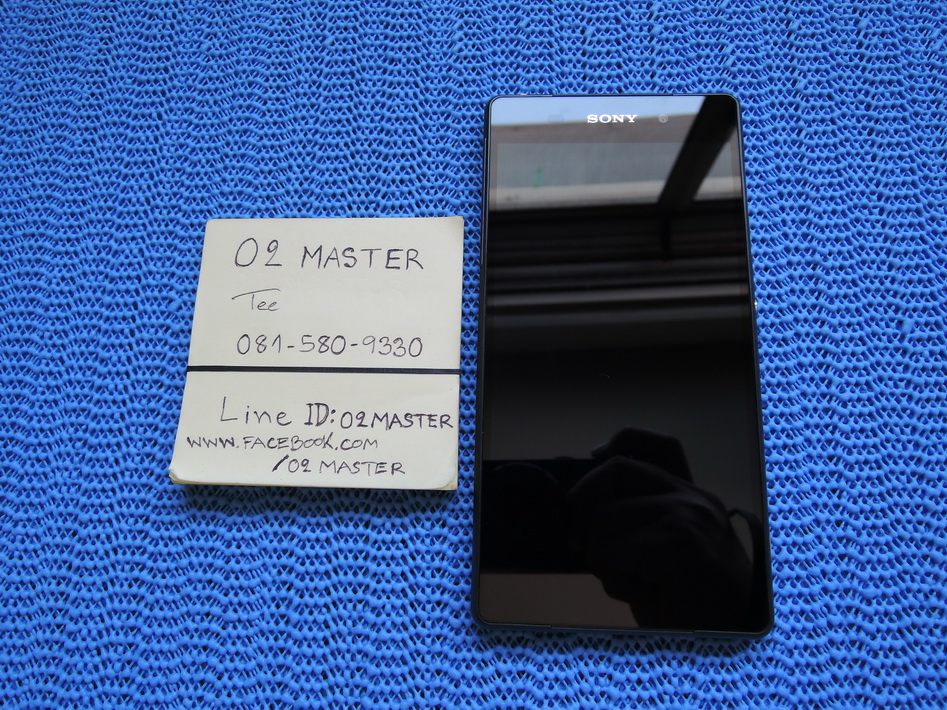 O2 MASTER
Tee
081-580-9330
Line ID: O2MASTER
WWW.FACEBOOK.COM
/O2 MASTER
SONY